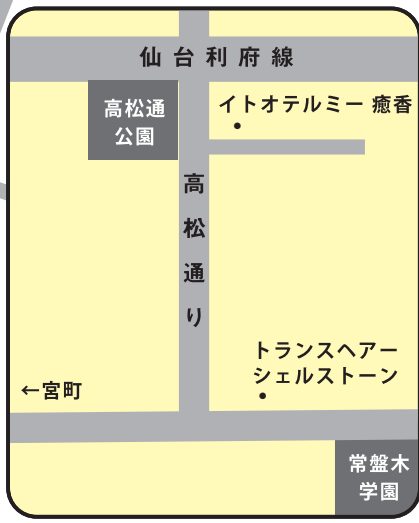 仙台利府線
高松通
公園
イトオテルミー 癒香
高松通り
トランスヘアー
シェルストーン
←宮町
常盤木
学園